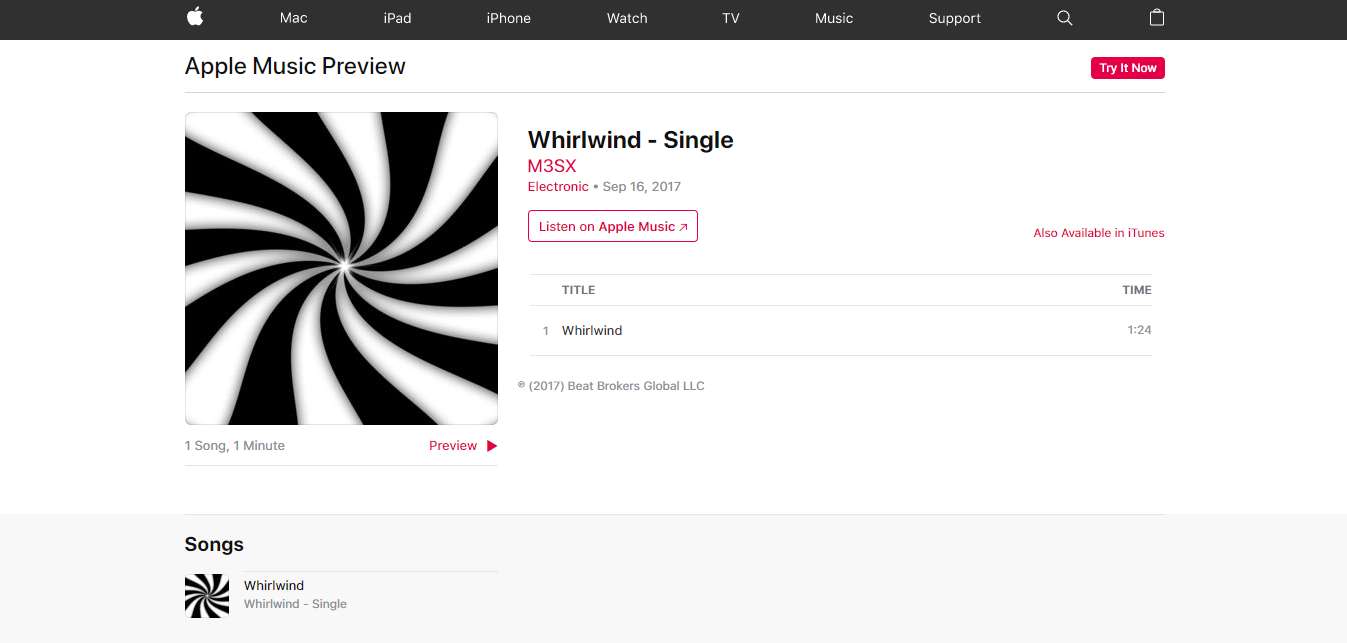 Mac iPad iPhone Watch TV Music Support
Apple Music Preview
Try It Now
Whirlwind - Single
M3SX
Electronic • Sep 16, 2017
Listen on Apple Music ↗
Also Available in iTunes
TITLE TIME
1 Whirlwind 1:24
℗ (2017) Beat Brokers Global LLC
1 Song, 1 Minute
Preview ▶
Songs
Whirlwind
Whirlwind - Single